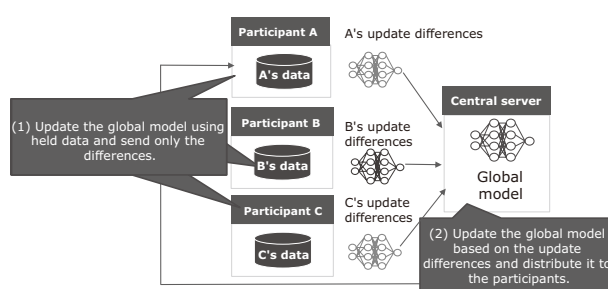 Participant A
A's data
A's update differences
(1) Update the global model using
held data and send only the
differences.
Participant B
B's data
B's update
differences
Participant C
C's data
C's update
differences
Central server
Global
model
(2) Update the global model
based on the update
differences and distribute it to
the participants.